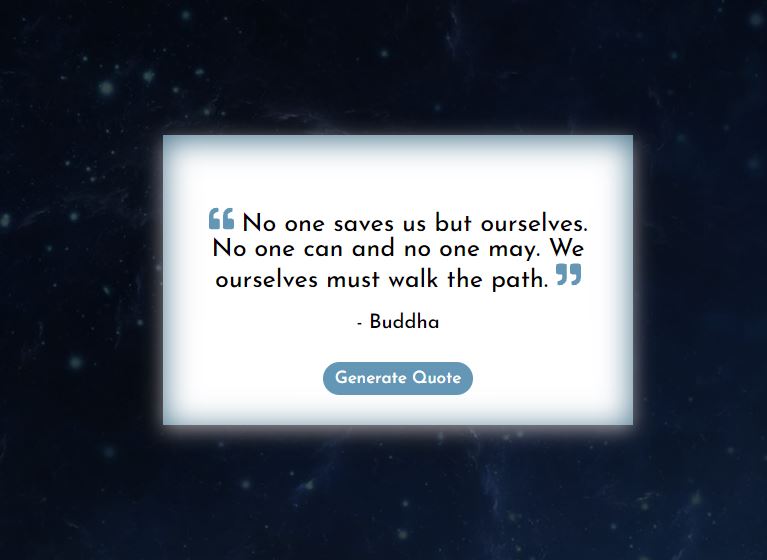 ❝ No one saves us but ourselves.
No one can and no one may. We
ourselves must walk the path. ❞
- Buddha
Generate Quote